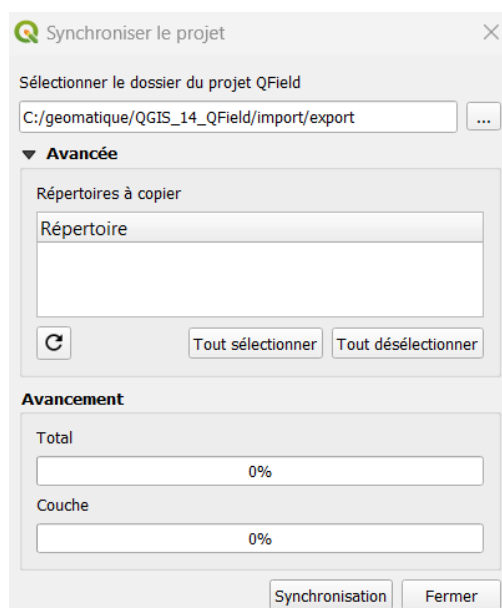 Synchroniser le projet
Sélectionner le dossier du projet QField
C:/geomatique/QGIS_14_QField/import/export
...
Avancée
Répertoires à copier
Répertoire
Tout sélectionner Tout désélectionner
Avancement
Total
0%
Couche
0%
Synchronisation Fermer